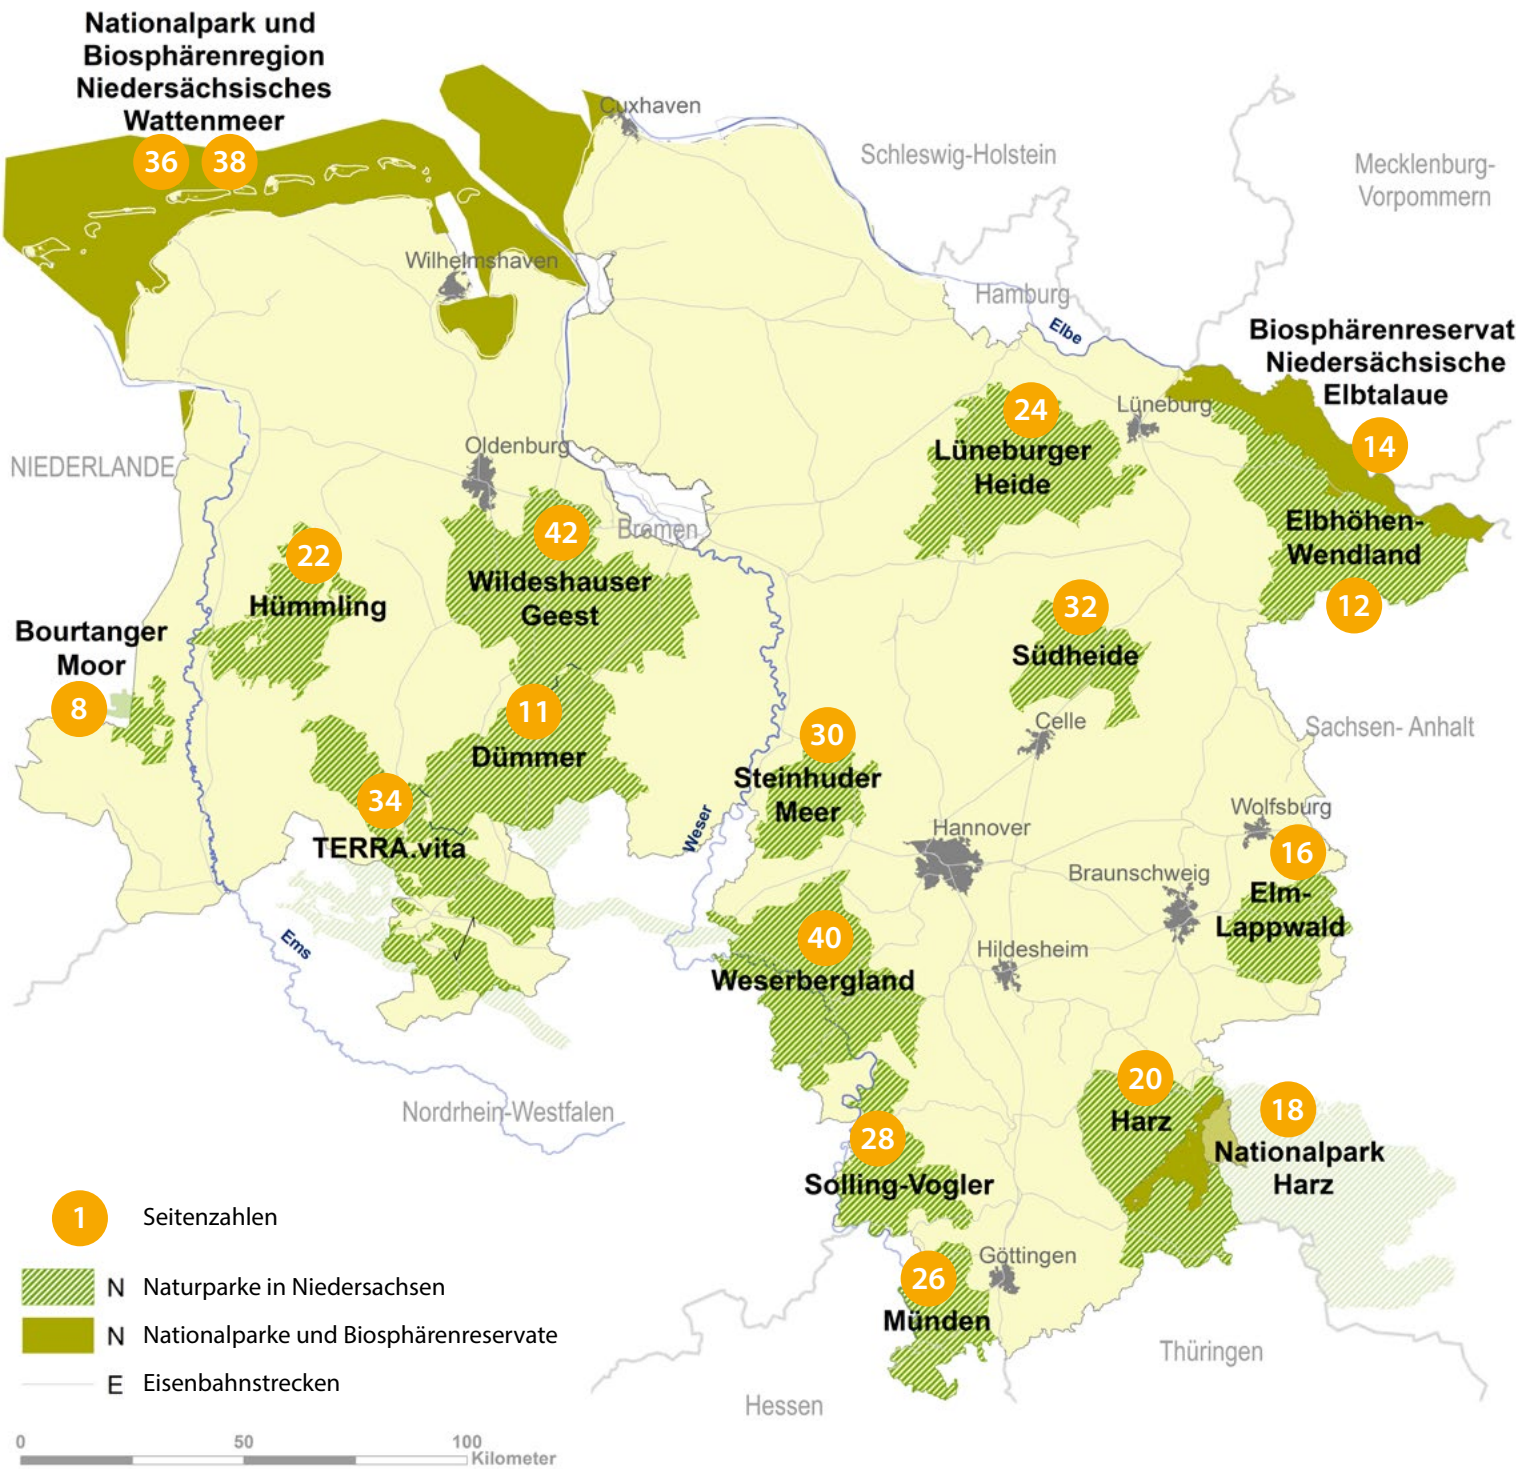 Nationalpark und
Biosphärenregion
Niedersächsisches
Wattenmeer
36 38
Cuxhaven
Schleswig-Holstein
Mecklenburg-
Vorpommern
Wilhelmshaven
Hamburg
Elbe
Biosphärenreservat
Niedersächsische
Elbtalaue
14
24
Lüneburg
Lüneburger
Heide
Oldenburg
NIEDERLANDE
42
Bremen
Elbhöhen-
Wendland
12
22
Hümmling
Wildeshauser
Geest
32
Südheide
Bourtanger
Moor
8
11
Dümmer
30
Steinhuder
Meer
Celle
Sachsen- Anhalt
34
TERRA.vita
Weser
Hannover
Wolfsburg
16
Braunschweig
Elm-
Lappwald
Ems
40
Weserbergland
Hildesheim
20
Harz
18
Nationalpark
Harz
Nordrhein-Westfalen
28
Solling-Vogler
Göttingen
26
Münden
Thüringen
Hessen
1 Seitenzahlen
N Naturparke in Niedersachsen
N Nationalparke und Biosphärenreservate
E Eisenbahnstrecken
0 50 100
Kilometer